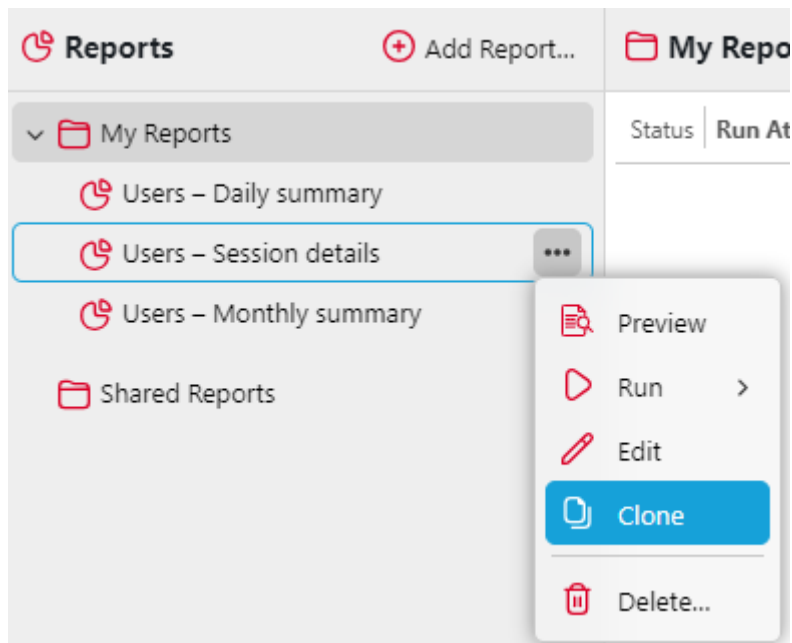 Reports
Add Report...
My Repo
Status
Run At
My Reports
Users – Daily summary
Users – Session details
Users – Monthly summary
Shared Reports
Preview
Run
Edit
Clone
Delete...